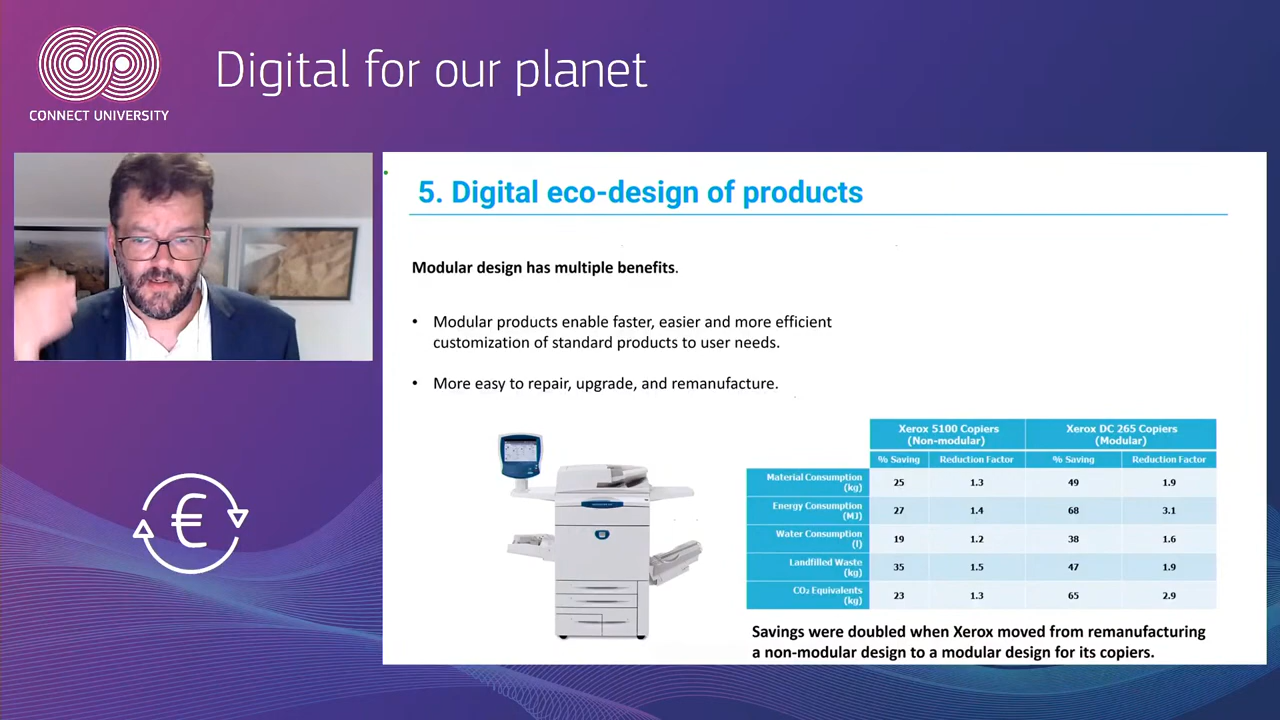 Digital for our planet
CONNECT UNIVERSITY
5. Digital eco-design of products
Modular design has multiple benefits.
• Modular products enable faster, easier and more efficient
customization of standard products to user needs.
• More easy to repair, upgrade, and remanufacture.
Xerox 5100 Copiers
(Non-modular)
Xerox DC 265 Copiers
(Modular)
% Saving Reduction Factor % Saving Reduction Factor
Material Consumption
(kg)
25 1.3 49 1.9
Energy Consumption
(MJ)
27 1.4 68 3.1
Water Consumption
(l)
19 1.2 38 1.6
Landfilled Waste
(kg)
35 1.5 47 1.9
CO₂ Equivalents
(kg)
23 1.3 65 2.9
€
Savings were doubled when Xerox moved from remanufacturing
a non-modular design to a modular design for its copiers.